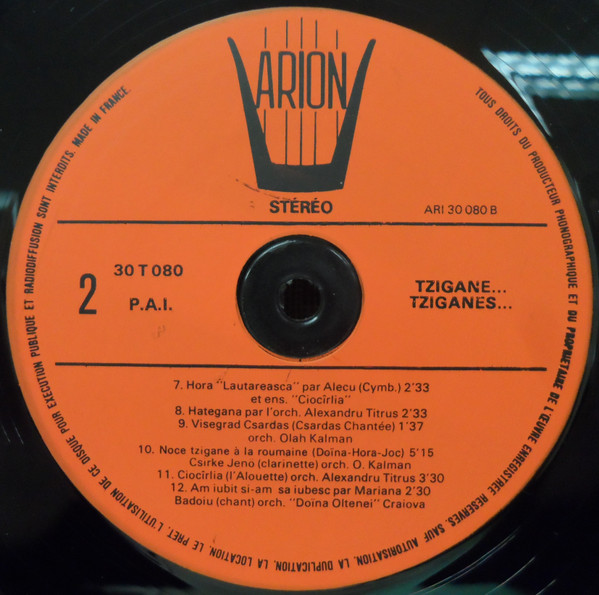 ARION
STÉRÉO
ARI 30 080 B
2
30 T 080
P.A.I.
TZIGANE...
TZIGANES...
7. Hora "Lautareasca" par Alecu (Cymb.) 2'33
et ens. "Ciocîrlia"
8. Hategana par l'orch. Alexandru Titrus 2'33
9. Visegrad Csardas (Csardas Chantée) 1'37
orch. Olah Kalman
10. Noce tzigane à la roumaine (Doïna-Hora-Joc) 5'15
Csirke Jenö (clarinette) orch. O. Kalman
11. Ciocîrlia (l'Alouette) orch. Alexandru Titrus 3'30
12. Am iubit si-am sa iubesc par Mariana 2'30
Badoiu (chant) orch. "Doïna Oltenei" Craiova
TOUS DROITS DU PRODUCTEUR PHONOGRAPHIQUE ET DU PROPRIETAIRE DE L'ŒUVRE ENREGISTREE RESERVES. SAUF AUTORISATION, LA DUPLICATION, LA LOCATION, LE PRET, L'UTILISATION DE CE DISQUE POUR EXECUTION PUBLIQUE ET RADIODIFFUSION SONT INTERDITS. MADE IN FRANCE.